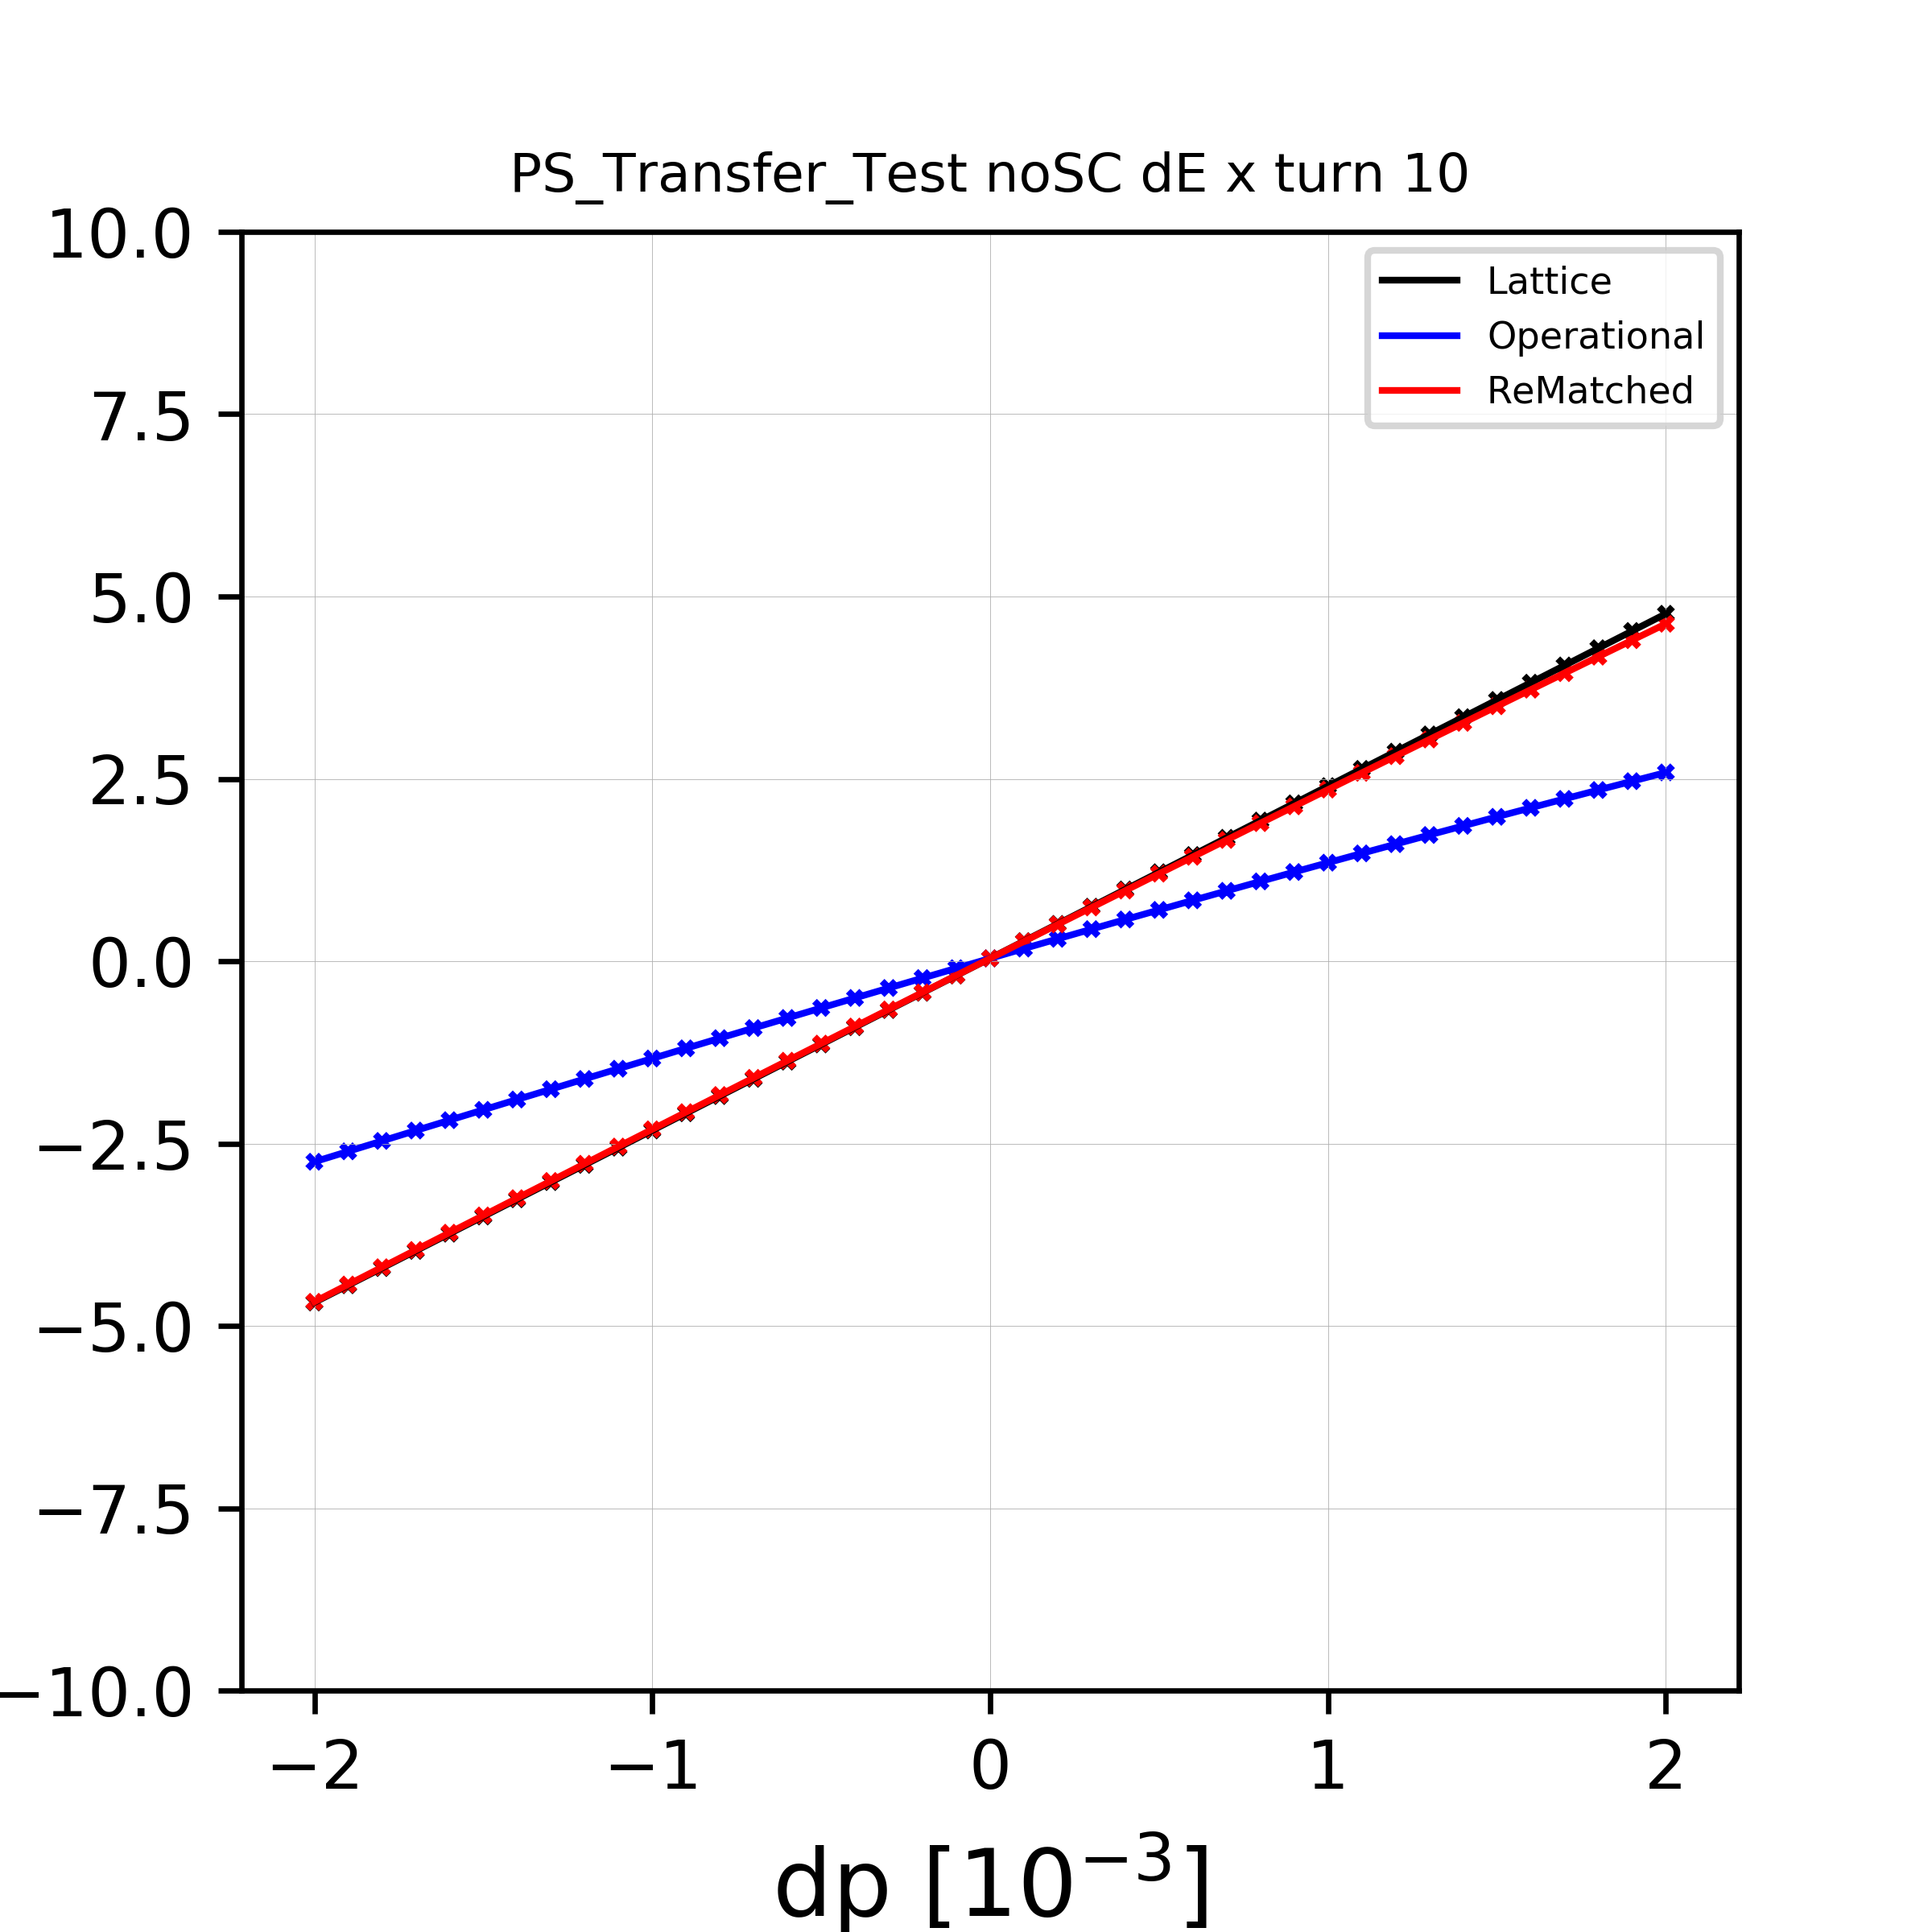 PS_Transfer_Test noSC dE x turn 10
10.0
7.5
5.0
2.5
0.0
−2.5
−5.0
−7.5
−10.0
Lattice
Operational
ReMatched
−2 −1 0 1 2
dp [10⁻³]